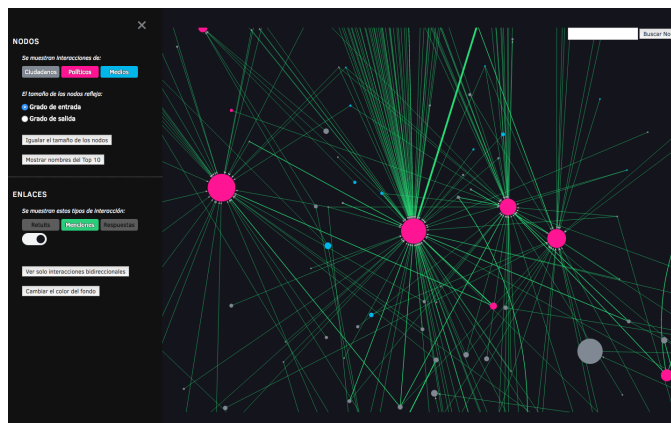 NODOS
Se muestran interacciones de:
Ciudadanos Políticos Medios
El tamaño de los nodos refleja:
Grado de entrada
Grado de salida
Igualar el tamaño de los nodos
Mostrar nombres del Top 10
ENLACES
Se muestran estos tipos de interacción:
Retuits Menciones Respuestas
Ver solo interacciones bidireccionales
Cambiar el color del fondo
Buscar No